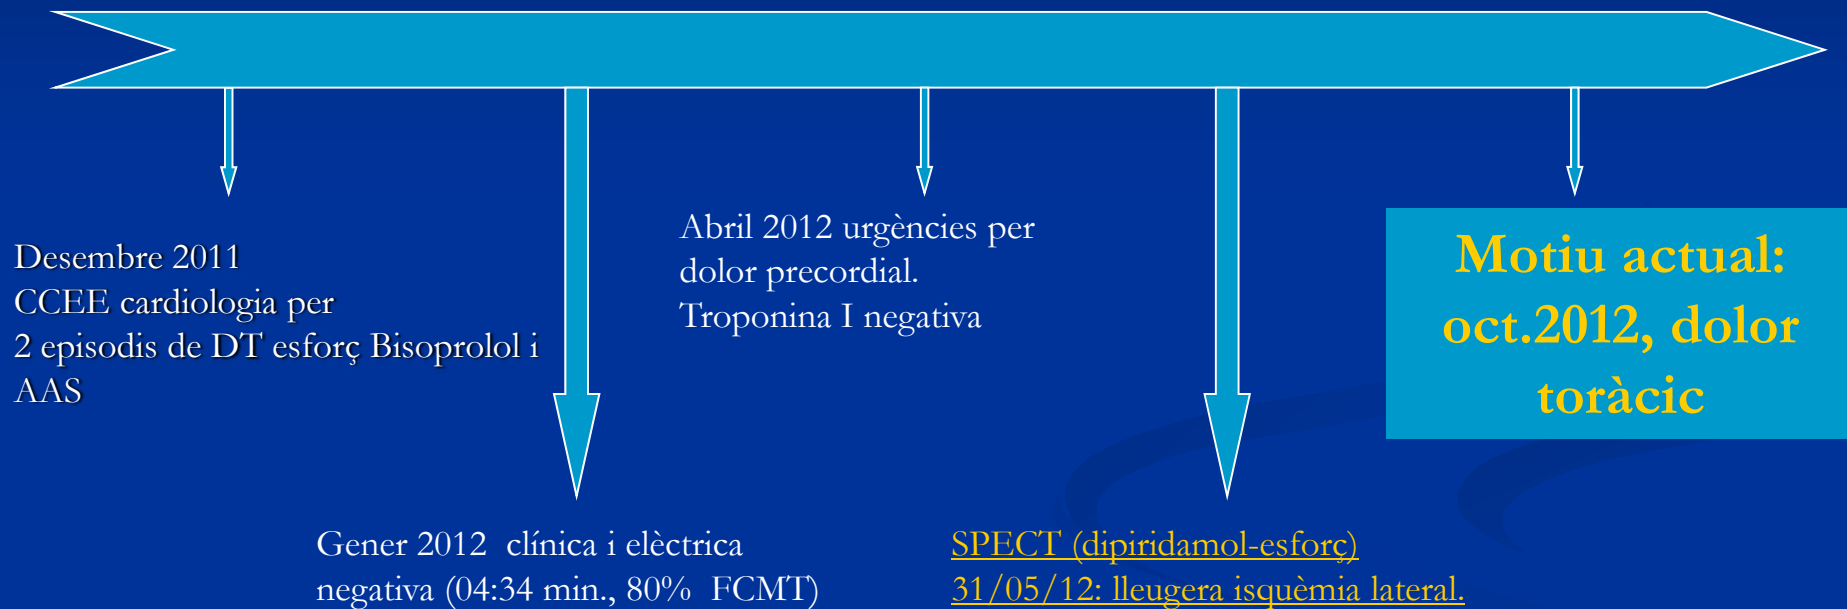 Desembre 2011
CCEE cardiologia per
2 episodis de DT esforç Bisoprolol i
AAS
Gener 2012  clínica i elèctrica
negativa (04:34 min., 80%  FCMT)
Abril 2012 urgències per
dolor precordial.
Troponina I negativa
SPECT (dipiridamol-esforç)
31/05/12: lleugera isquèmia lateral.
Motiu actual:
oct.2012, dolor
toràcic